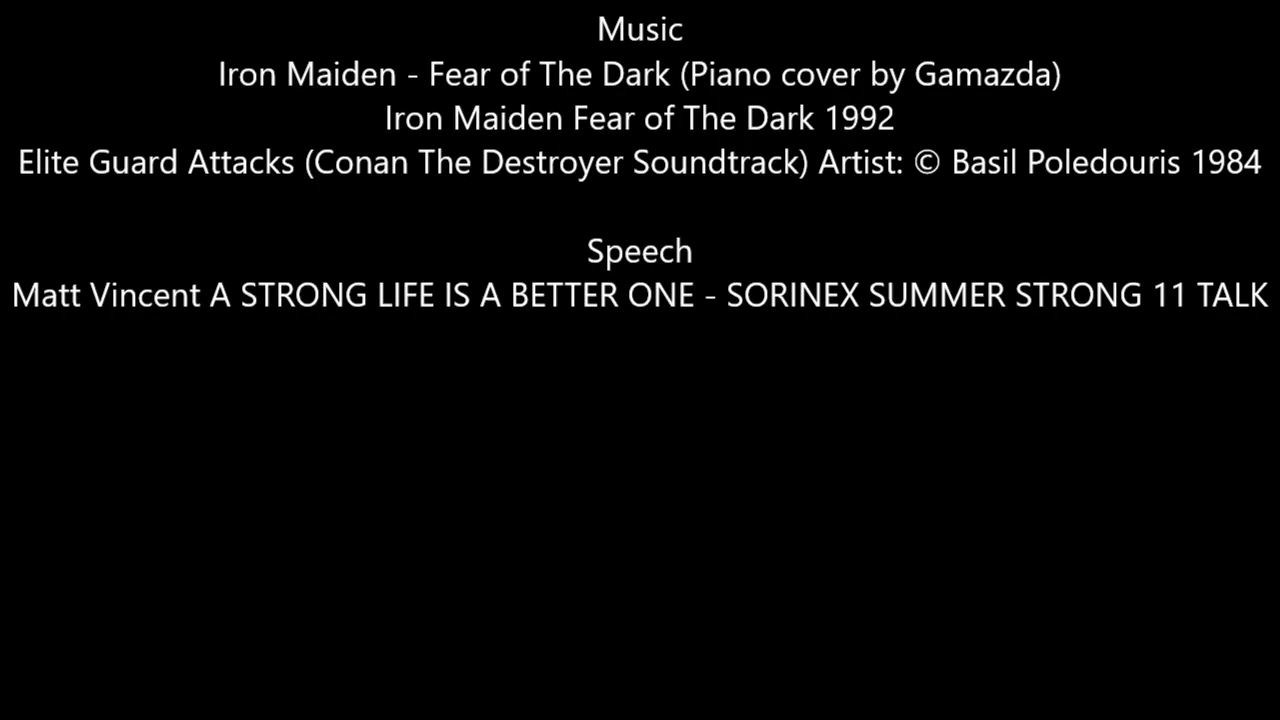 Music
Iron Maiden - Fear of The Dark (Piano cover by Gamazda)
Iron Maiden Fear of The Dark 1992
Elite Guard Attacks (Conan The Destroyer Soundtrack) Artist: © Basil Poledouris 1984
Speech
Matt Vincent A STRONG LIFE IS A BETTER ONE - SORINEX SUMMER STRONG 11 TALK